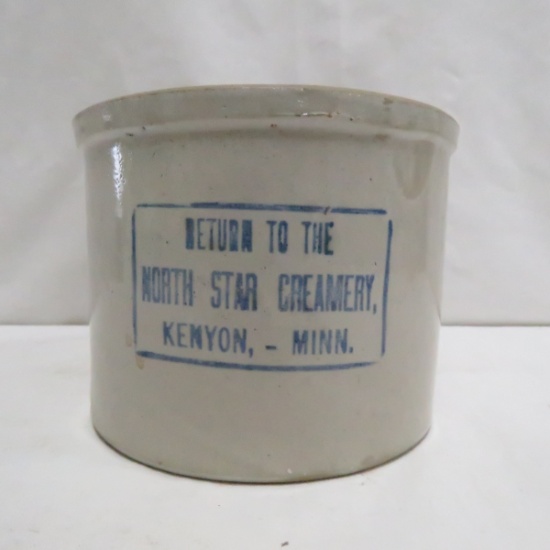 RETURN TO THE
NORTH STAR CREAMERY,
KENYON, - MINN.